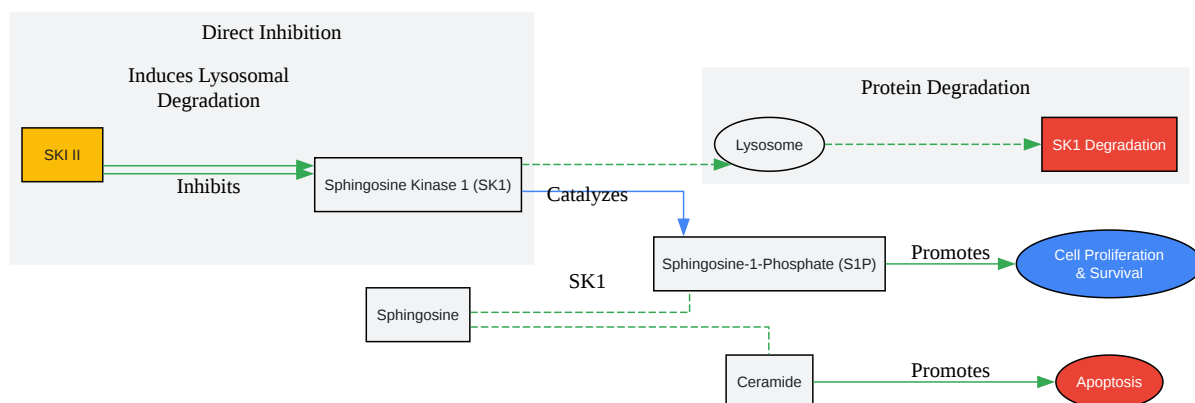 Direct Inhibition
Induces Lysosomal
Degradation
Protein Degradation
SKI II
Lysosome
SK1 Degradation
Inhibits
Sphingosine Kinase 1 (SK1)
Catalyzes
Sphingosine-1-Phosphate (S1P)
Promotes
Cell Proliferation
& Survival
SK1
Sphingosine
Ceramide
Promotes
Apoptosis